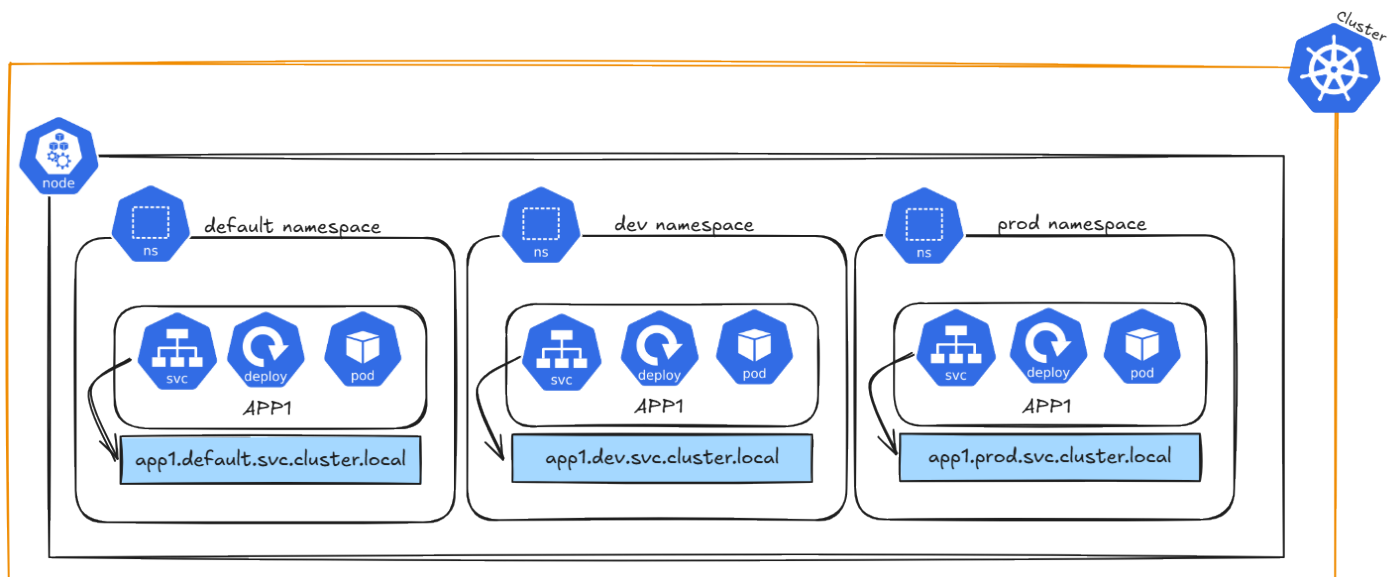 Cluster
node
ns
default namespace
ns
dev namespace
ns
prod namespace
svc
deploy
pod
APP1
app1.default.svc.cluster.local
svc
deploy
pod
APP1
app1.dev.svc.cluster.local
svc
deploy
pod
APP1
app1.prod.svc.cluster.local